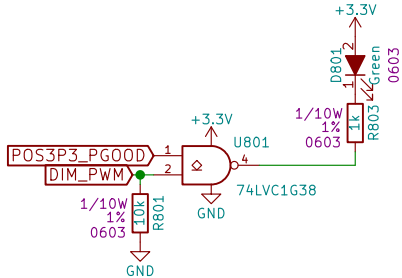 +3.3V
2
D801
Green
0603
1
1/10W
1%
0603
1k
R803
+3.3V
U801
POS3P3_PGOOD
1
4
DIM_PWM
2
74LVC1G38
1/10W
1%
0603
10k
R801
GND
GND